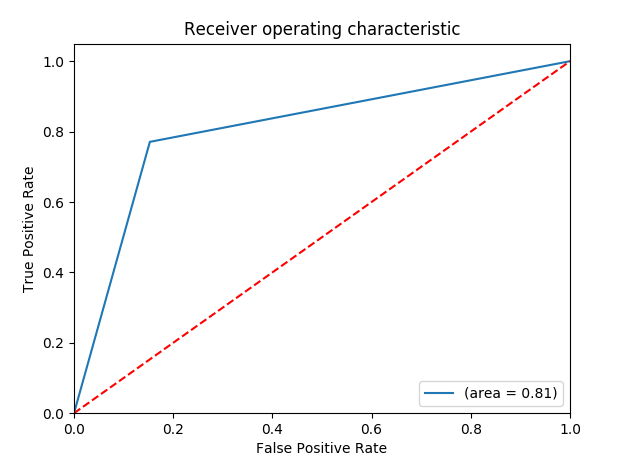 Receiver operating characteristic
1.0
0.8
0.6
0.4
0.2
0.0
True Positive Rate
0.0 0.2 0.4 0.6 0.8 1.0
False Positive Rate
(area = 0.81)